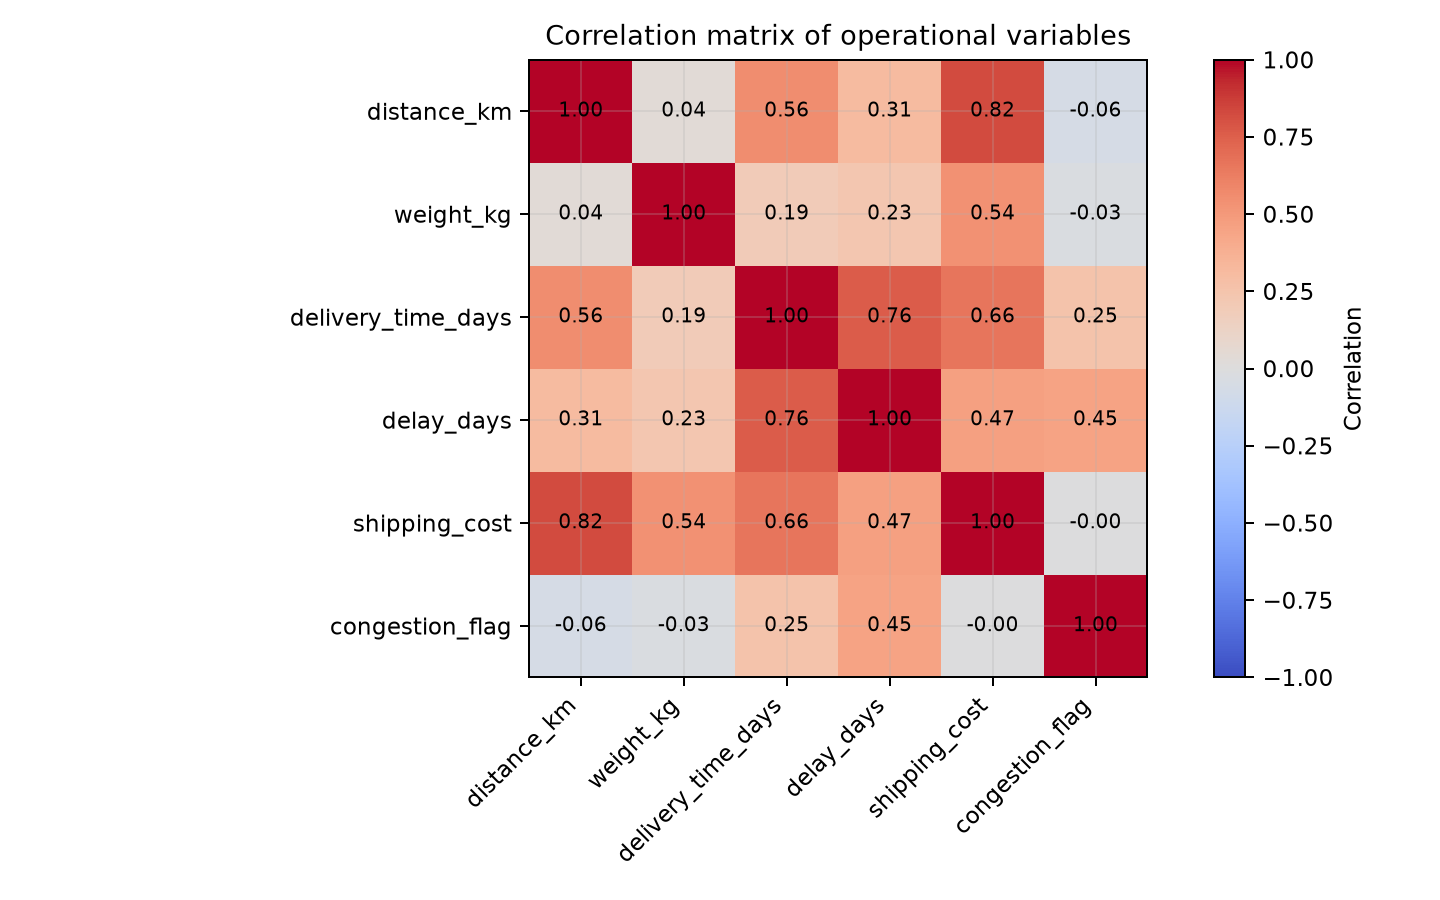 Correlation matrix of operational variables
distance_km 1.00 0.04 0.56 0.31 0.82 -0.06
weight_kg 0.04 1.00 0.19 0.23 0.54 -0.03
delivery_time_days 0.56 0.19 1.00 0.76 0.66 0.25
delay_days 0.31 0.23 0.76 1.00 0.47 0.45
shipping_cost 0.82 0.54 0.66 0.47 1.00 -0.00
congestion_flag -0.06 -0.03 0.25 0.45 -0.00 1.00
distance_km weight_kg delivery_time_days delay_days shipping_cost congestion_flag
1.00
0.75
0.50
0.25
0.00
−0.25
−0.50
−0.75
−1.00
Correlation